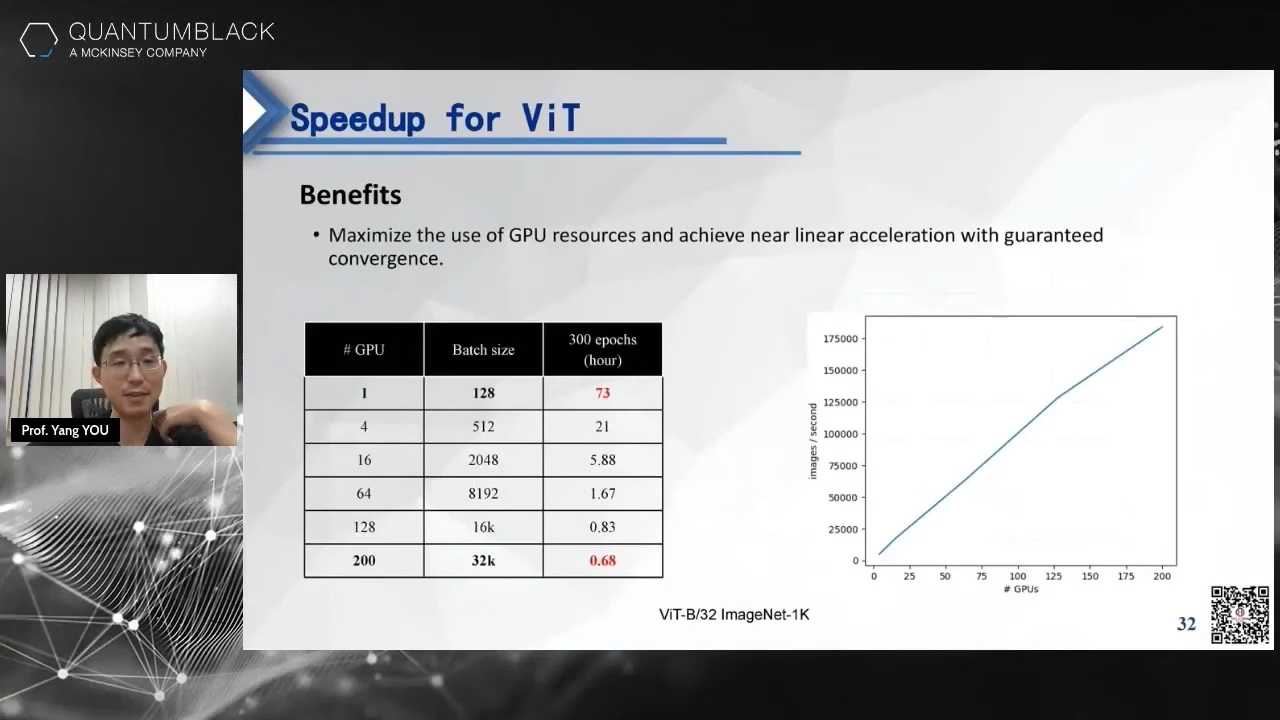 QUANTUMBLACK
A MCKINSEY COMPANY
Speedup for ViT
Benefits
• Maximize the use of GPU resources and achieve near linear acceleration with guaranteed
convergence.
# GPU Batch size 300 epochs (hour)
1 128 73
4 512 21
16 2048 5.88
64 8192 1.67
128 16k 0.83
200 32k 0.68
images / second
175000
150000
125000
100000
75000
50000
25000
0
0 25 50 75 100 125 150 175 200
# GPUs
ViT-B/32 ImageNet-1K
32
Prof. Yang YOU